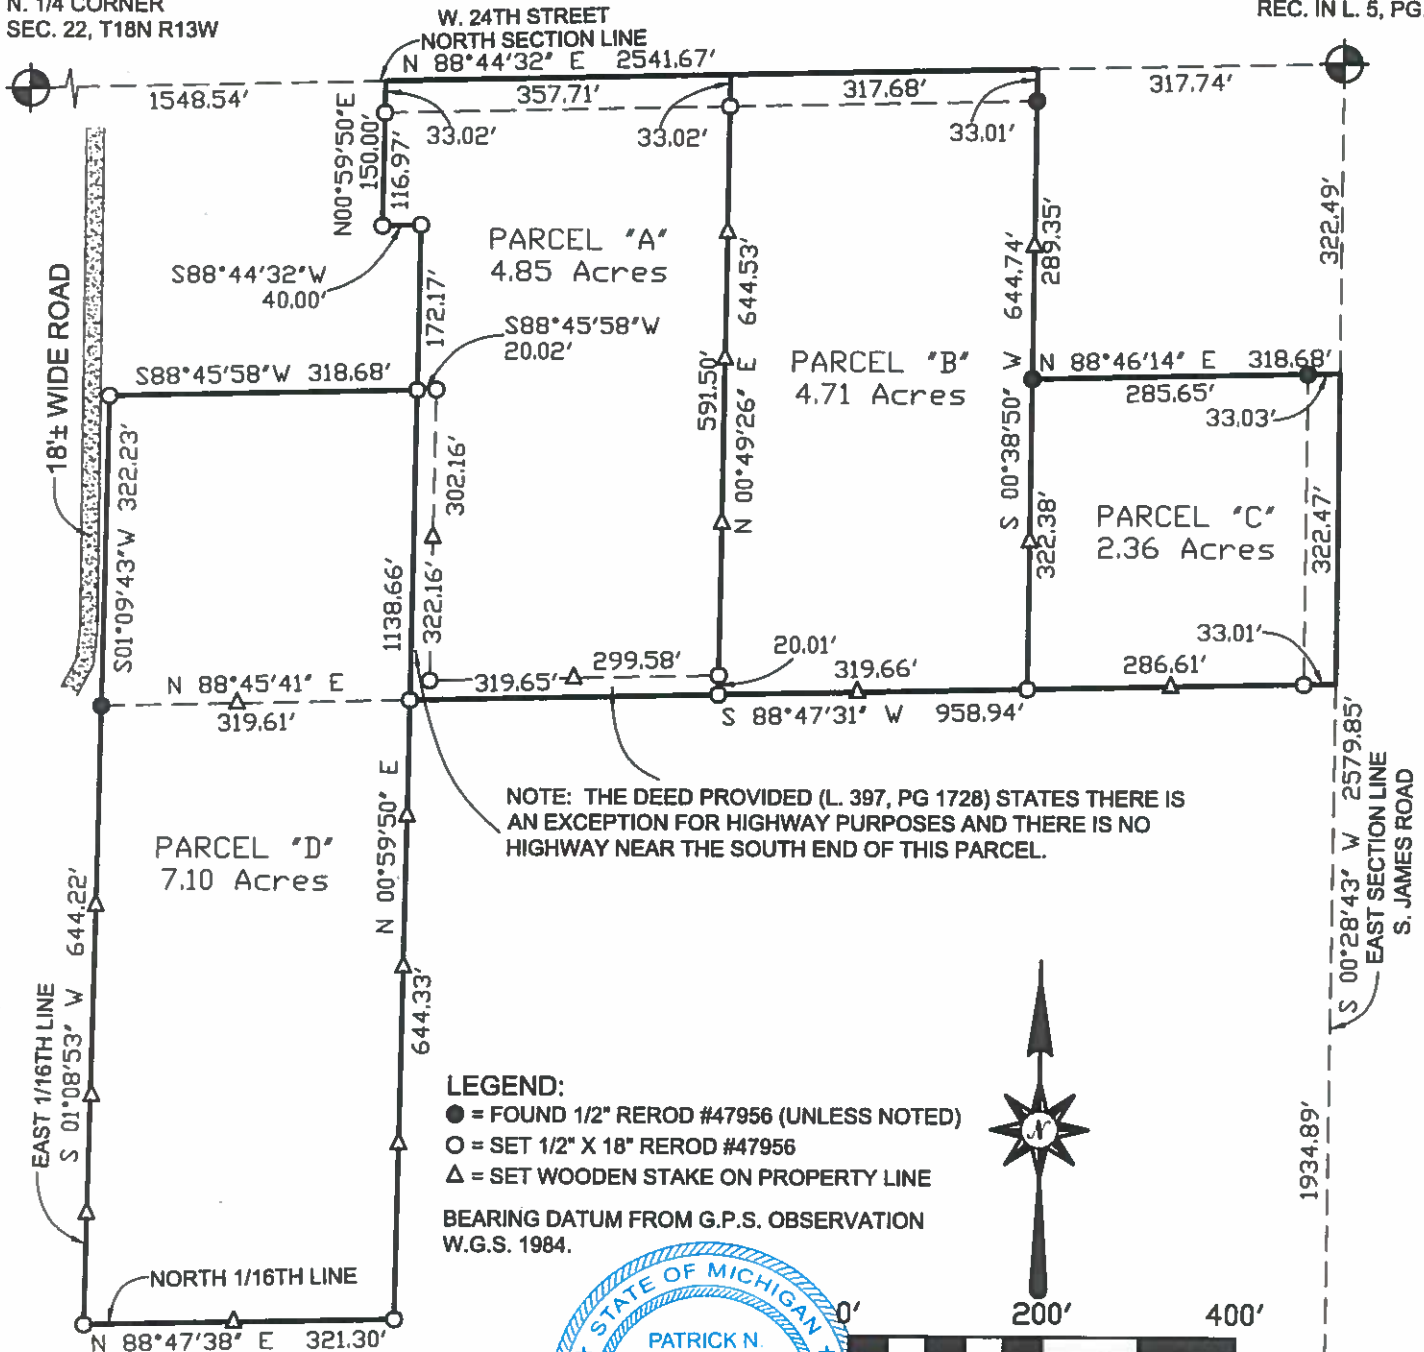 N. 1/4 CORNER
SEC. 22, T18N R13W
REC. IN L. 5, PG.
W. 24TH STREET
NORTH SECTION LINE
N 88°44'32" E 2541.67'
1548.54'
357.71'
317.68'
317.74'
33.02'
33.02'
33.01'
N00°59'50"E
150.00'
116.97'
S88°44'32"W
40.00'
PARCEL "A"
4.85 Acres
172.17'
S88°45'58"W
20.02'
644.53'
591.50'
N 00°49'26" E
PARCEL "B"
4.71 Acres
289.35'
644.74'
S 00°38'50" W
322.49'
N 88°46'14" E 318.68'
285.65'
33.03'
18'± WIDE ROAD
S88°45'58"W 318.68'
S01°09'43"W 322.23'
302.16'
322.16'
1138.66'
PARCEL "C"
2.36 Acres
322.38'
322.47'
33.01'
286.61'
20.01'
299.58'
319.65'
319.66'
S 88°47'31" W 958.94'
N 88°45'41" E
319.61'
NOTE: THE DEED PROVIDED (L. 397, PG 1728) STATES THERE IS
AN EXCEPTION FOR HIGHWAY PURPOSES AND THERE IS NO
HIGHWAY NEAR THE SOUTH END OF THIS PARCEL.
PARCEL "D"
7.10 Acres
N 00°59'50" E
644.33'
644.22'
S 01°08'53" W
EAST 1/16TH LINE
S 00°28'43" W 2579.85'
EAST SECTION LINE
S. JAMES ROAD
1934.89'
LEGEND:
● = FOUND 1/2" REROD #47956 (UNLESS NOTED)
O = SET 1/2" X 18" REROD #47956
Δ = SET WOODEN STAKE ON PROPERTY LINE
BEARING DATUM FROM G.P.S. OBSERVATION
W.G.S. 1984.
N
NORTH 1/16TH LINE
N 88°47'38" E 321.30'
STATE OF MICHIGAN
PATRICK N.
0' 200' 400'